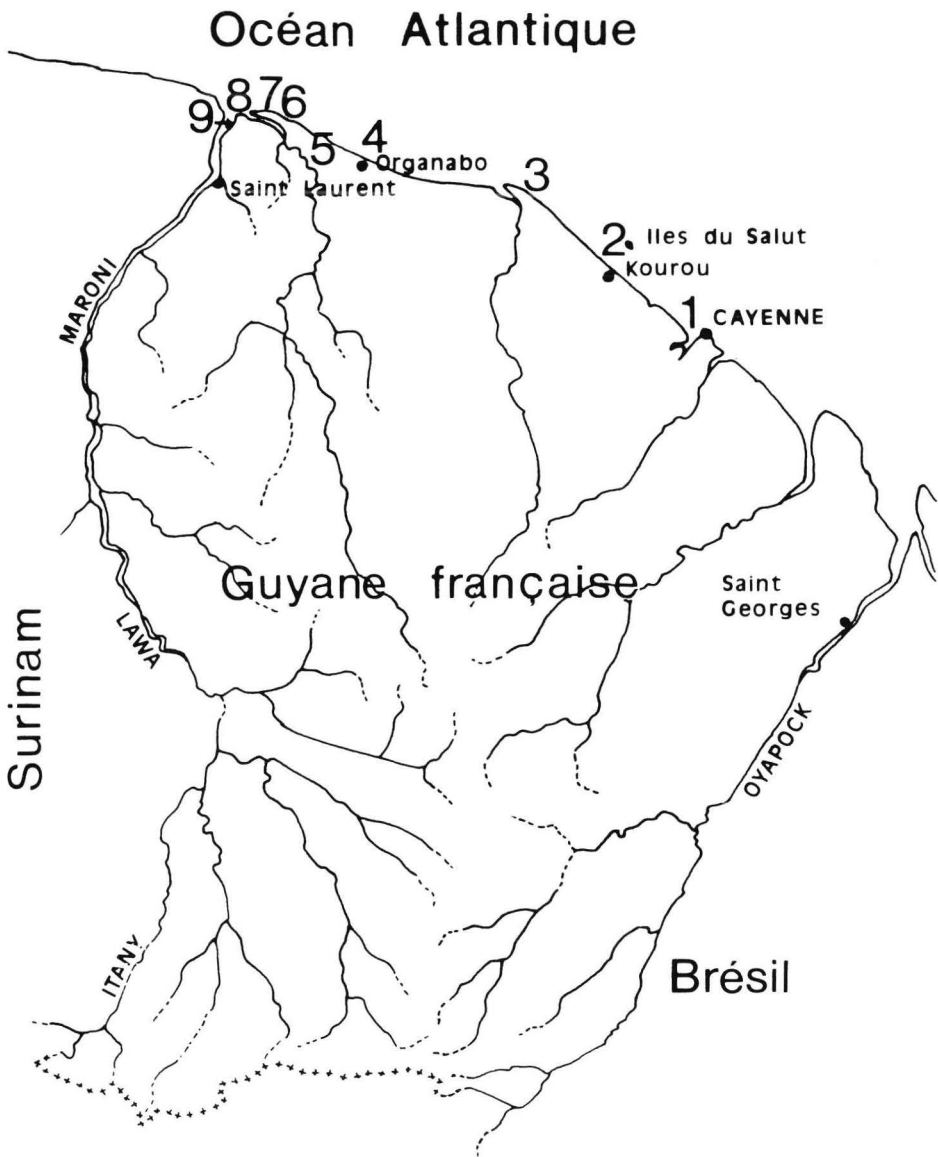 Océan Atlantique
9 8 7 6
5
4
Organabo
3
Saint Laurent
2
Iles du Salut
Kourou
1
CAYENNE
MARONI
Guyane française
Saint
Georges
LAWA
Surinam
OYAPOCK
ITANY
Brésil